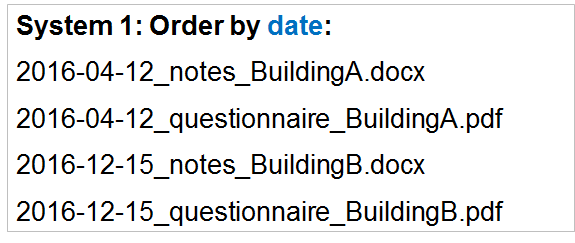 System 1: Order by date:
2016-04-12_notes_BuildingA.docx
2016-04-12_questionnaire_BuildingA.pdf
2016-12-15_notes_BuildingB.docx
2016-12-15_questionnaire_BuildingB.pdf